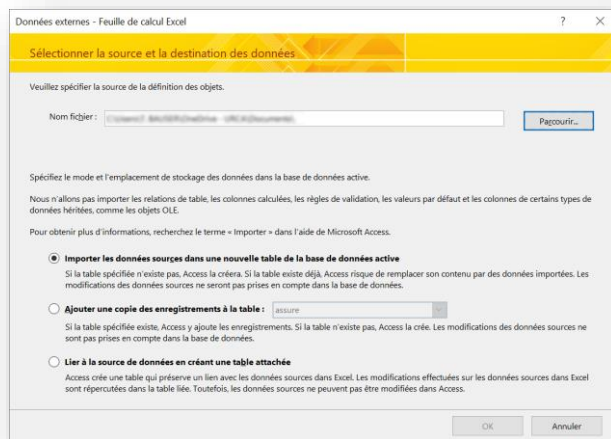 Données externes - Feuille de calcul Excel
? ×
Sélectionner la source et la destination des données
Veuillez spécifier la source de la définition des objets.
Nom fichier :
Parcourir...
Spécifiez le mode et l'emplacement de stockage des données dans la base de données active.
Nous n'allons pas importer les relations de table, les colonnes calculées, les règles de validation, les valeurs par défaut et les colonnes de certains types de
données héritées, comme les objets OLE.
Pour obtenir plus d'informations, recherchez le terme « Importer » dans l'aide de Microsoft Access.
Importer les données sources dans une nouvelle table de la base de données active
Si la table spécifiée n'existe pas, Access la créera. Si la table existe déjà, Access risque de remplacer son contenu par des données importées. Les
modifications des données sources ne seront pas prises en compte dans la base de données.
Ajouter une copie des enregistrements à la table : assure
Si la table spécifiée existe, Access y ajoute les enregistrements. Si la table n'existe pas, Access la crée. Les modifications des données sources ne
sont pas prises en compte dans la base de données.
Lier à la source de données en créant une table attachée
Access crée une table qui préserve un lien avec les données sources dans Excel. Les modifications effectuées sur les données sources dans Excel
sont répercutées dans la table liée. Toutefois, les données sources ne peuvent pas être modifiées dans Access.
OK
Annuler